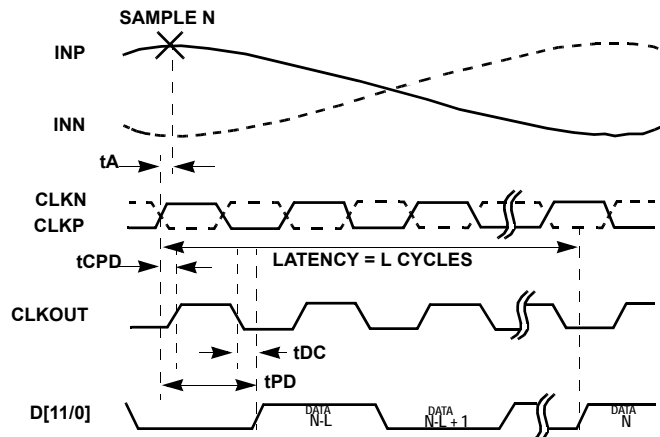 SAMPLE N
INP
INN
tA
CLKN
CLKP
LATENCY = L CYCLES
tCPD
CLKOUT
tDC
tPD
D[11/0]
DATA
N-L
DATA
N-L + 1
DATA
N